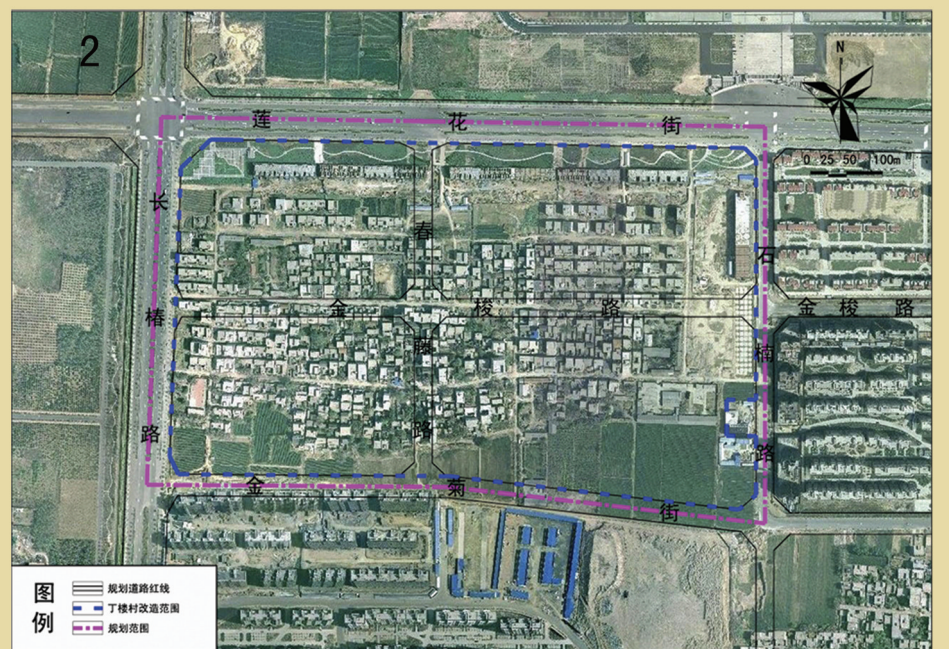 2
N
莲花街
0 25 50 100m
长椿路
春藤路
石楠路
金梭路
金梭路
金菊街
图例
规划道路红线
丁楼村改造范围
规划范围